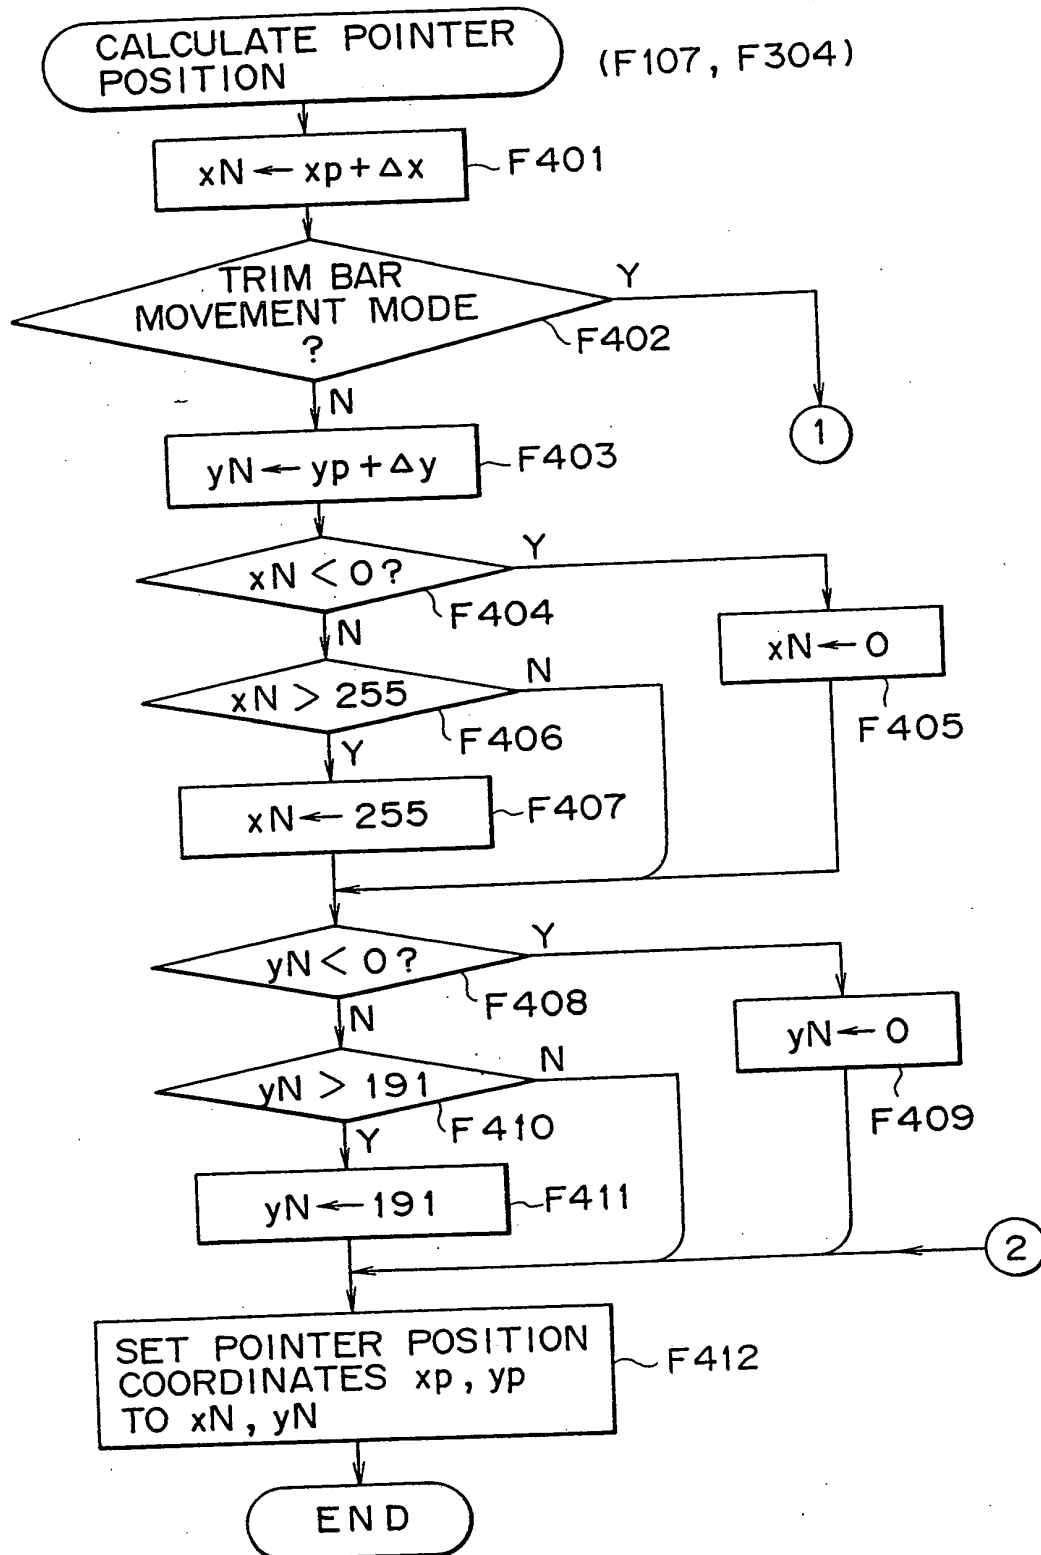 CALCULATE POINTER
POSITION
(F107, F304)
xN ← xp + Δx
F401
TRIM BAR
MOVEMENT MODE
?
Y
F402
N
1
yN ← yp + Δy
F403
xN < 0?
Y
F404
N
xN ← 0
F405
xN > 255
N
F406
Y
xN ← 255
F407
yN < 0?
Y
F408
N
yN ← 0
F409
yN > 191
N
F410
Y
yN ← 191
F411
2
SET POINTER POSITION
COORDINATES xp, yp
TO xN, yN
F412
END